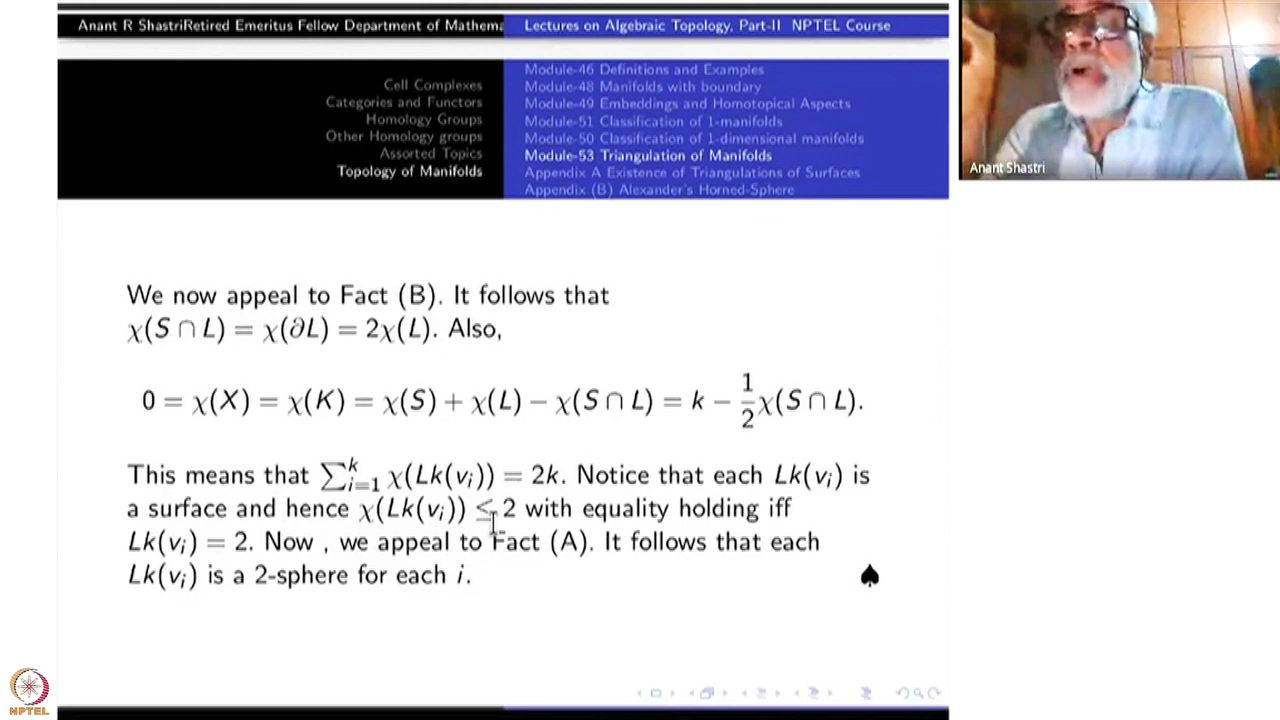 Anant R ShastriRetired Emeritus Fellow Department of Mathema
Lectures on Algebraic Topology, Part-II NPTEL Course
Cell Complexes
Categories and Functors
Homology Groups
Other Homology groups
Assorted Topics
Topology of Manifolds
Module-46 Definitions and Examples
Module-48 Manifolds with boundary
Module-49 Embeddings and Homotopical Aspects
Module-51 Classification of 1-manifolds
Module-50 Classification of 1-dimensional manifolds
Module-53 Triangulation of Manifolds
Appendix A Existence of Triangulations of Surfaces
Appendix (B) Alexander's Horned-Sphere
Anant Shastri
We now appeal to Fact (B). It follows that
χ(S ∩ L) = χ(∂L) = 2χ(L). Also,
0 = χ(X) = χ(K) = χ(S) + χ(L) − χ(S ∩ L) = k − 1/2 χ(S ∩ L).
This means that ∑_{i=1}^{k} χ(Lk(v_i)) = 2k. Notice that each Lk(v_i) is
a surface and hence χ(Lk(v_i)) ≤ 2 with equality holding iff
Lk(v_i) = 2. Now , we appeal to Fact (A). It follows that each
Lk(v_i) is a 2-sphere for each i.
NPTEL